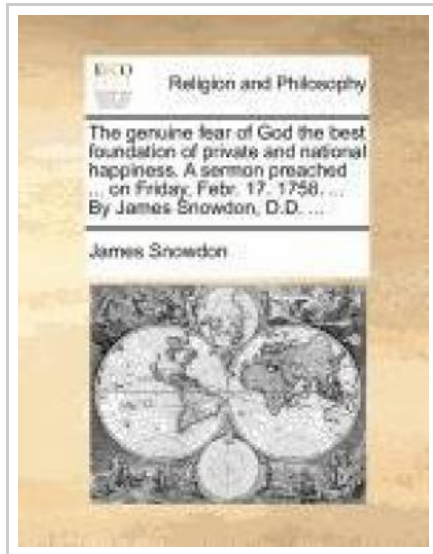 ECCO
Religion and Philosophy
The genuine fear of God the best
foundation of private and national
happiness. A sermon preached
... on Friday, Febr. 17. 1758. ...
By James Snowdon, D.D. ...
James Snowdon